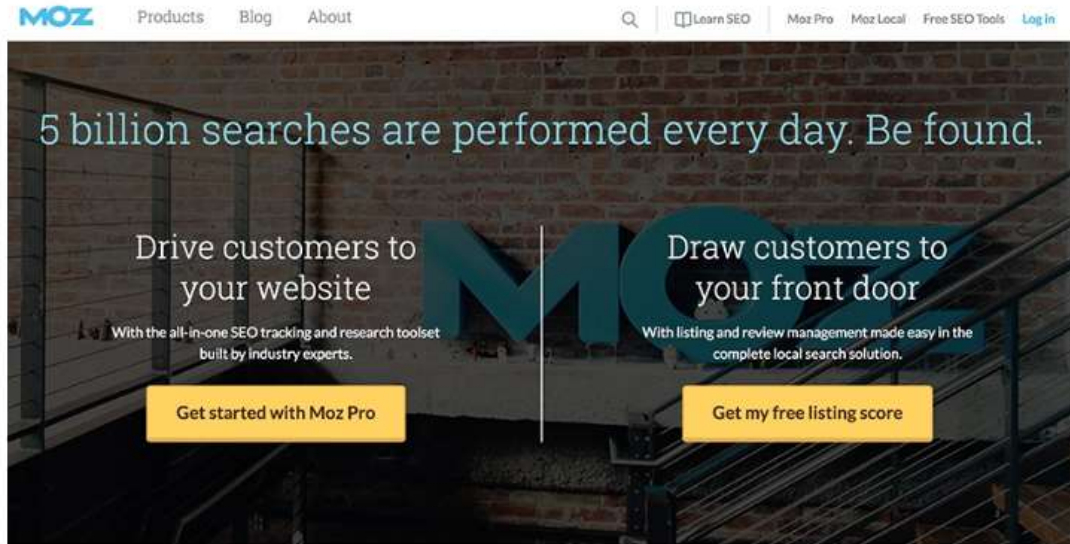 MOZ Products Blog About Learn SEO Moz Pro Moz Local Free SEO Tools Log in
5 billion searches are performed every day. Be found.
MOZ
Drive customers to
your website
With the all-in-one SEO tracking and research toolset
built by industry experts.
Get started with Moz Pro
Draw customers to
your front door
With listing and review management made easy in the
complete local search solution.
Get my free listing score